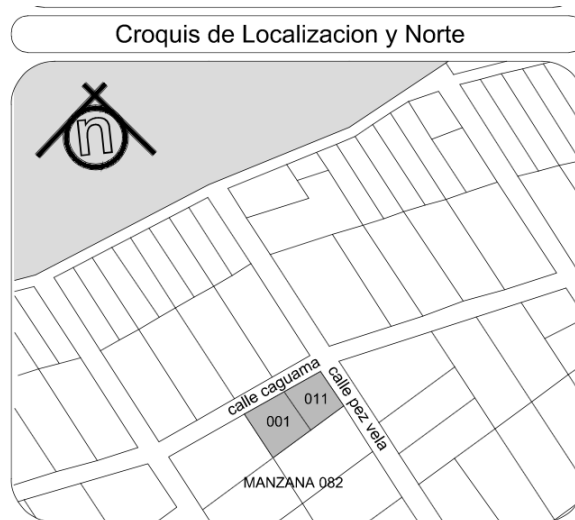 Croquis de Localizacion y Norte
n
calle caguama
calle pez vela
011
001
MANZANA 082